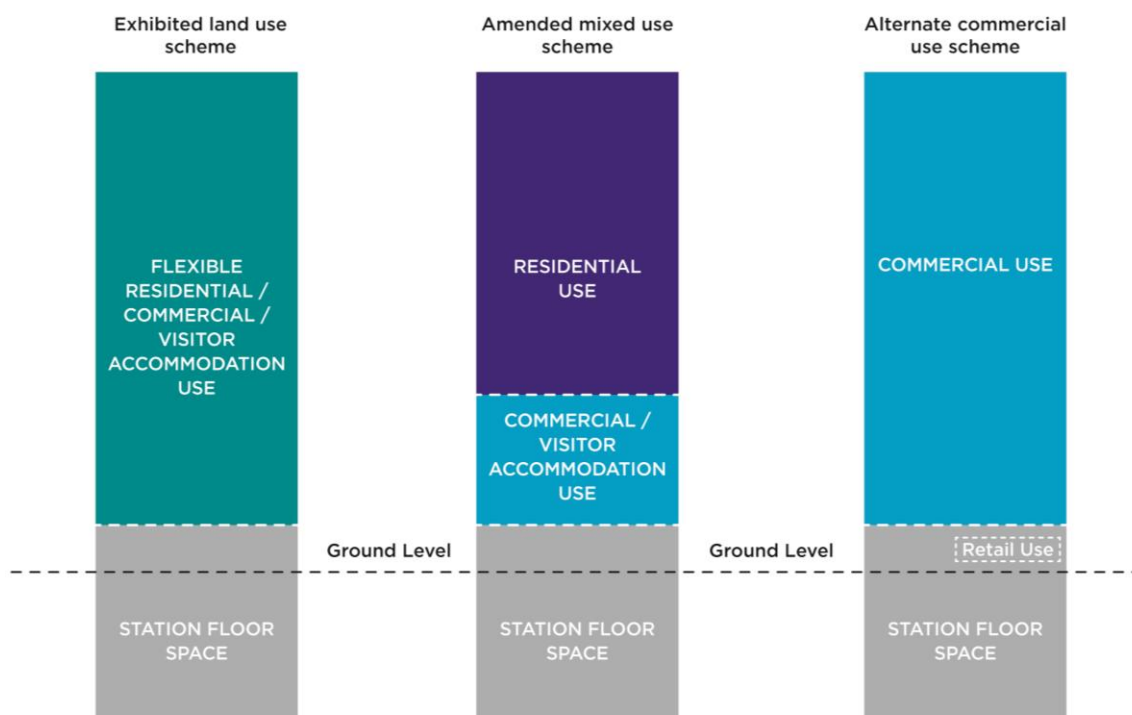 Exhibited land use
scheme
Amended mixed use
scheme
Alternate commercial
use scheme
FLEXIBLE
RESIDENTIAL /
COMMERCIAL /
VISITOR
ACCOMMODATION
USE
RESIDENTIAL
USE
COMMERCIAL /
VISITOR
ACCOMMODATION
USE
COMMERCIAL USE
Ground Level
Ground Level
Retail Use
STATION FLOOR
SPACE
STATION FLOOR
SPACE
STATION FLOOR
SPACE